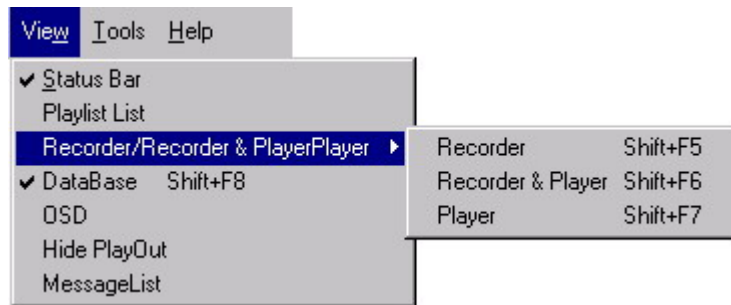 View Tools Help
Status Bar
Playlist List
Recorder/Recorder & PlayerPlayer
DataBase Shift+F8
OSD
Hide PlayOut
MessageList
Recorder Shift+F5
Recorder & Player Shift+F6
Player Shift+F7